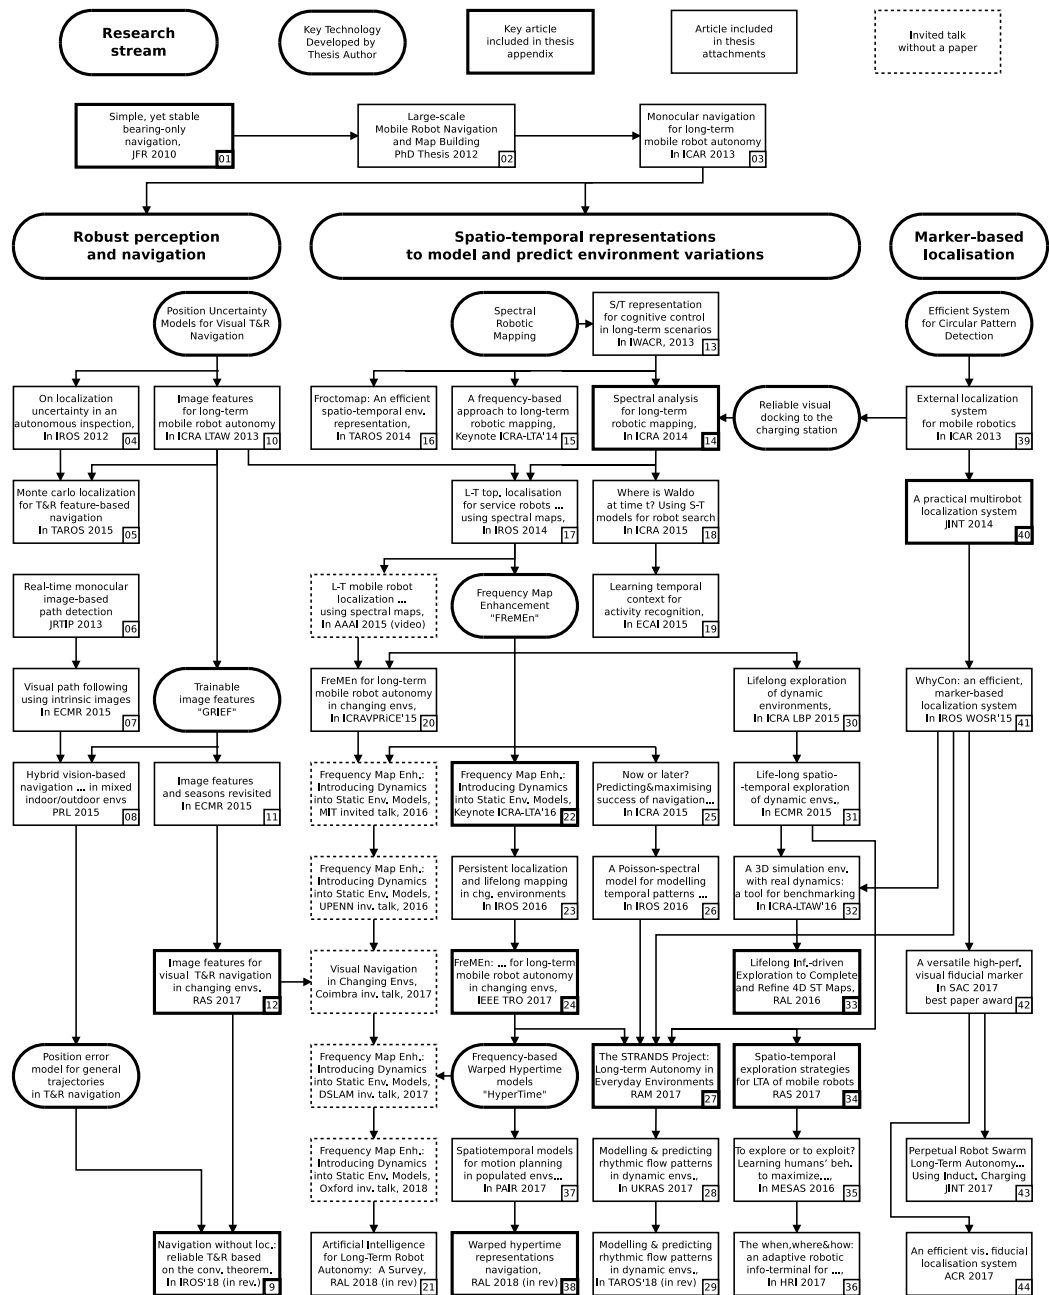 Research
stream
Key Technology
Developed by
Thesis Author
Key article
included in thesis
appendix
Article included
in thesis
attachments
Invited talk
without a paper
Simple, yet stable
bearing-only
navigation,
JFR 2010
01
Large-scale
Mobile Robot Navigation
and Map Building
PhD Thesis 2012
02
Monocular navigation
for long-term
mobile robot autonomy
In ICAR 2013
03
Robust perception
and navigation
Spatio-temporal representations
to model and predict environment variations
Marker-based
localisation
Position Uncertainty
Models for Visual T&R
Navigation
Spectral
Robotic
Mapping
S/T representation
for cognitive control
in long-term scenarios
In IWACR, 2013
13
Efficient System
for Circular Pattern
Detection
On localization
uncertainty in an
autonomous inspection,
In IROS 2012
04
Image features
for long-term
mobile robot autonomy
In ICRA LTAW 2013
10
Froctomap: An efficient
spatio-temporal env.
representation,
In TAROS 2014
16
A frequency-based
approach to long-term
robotic mapping,
Keynote ICRA-LTA'14
15
Spectral analysis
for long-term
robotic mapping,
In ICRA 2014
14
Reliable visual
docking to the
charging station
External localization
system
for mobile robotics
In ICAR 2013
39
Monte carlo localization
for T&R feature-based
navigation
In TAROS 2015
05
L-T top. localisation
for service robots ...
using spectral maps,
In IROS 2014
17
Where is Waldo
at time t? Using S-T
models for robot search
In ICRA 2015
18
A practical multirobot
localization system
JINT 2014
40
Real-time monocular
image-based
path detection
JRTIP 2013
06
L-T mobile robot
localization ...
using spectral maps,
In AAAI 2015 (video)
Frequency Map
Enhancement
"FReMEn"
Learning temporal
context for
activity recognition,
In ECAI 2015
19
Visual path following
using intrinsic images
In ECMR 2015
07
Trainable
image features
"GRIEF"
FreMEn for long-term
mobile robot autonomy
in changing envs,
In ICRAVPRiCE'15
20
Lifelong exploration
of dynamic
environments,
In ICRA LBP 2015
30
WhyCon: an efficient,
marker-based
localization system
In IROS WOSR'15
41
Hybrid vision-based
navigation ... in mixed
indoor/outdoor envs
PRL 2015
08
Image features
and seasons revisited
In ECMR 2015
11
Frequency Map Enh.:
Introducing Dynamics
into Static Env. Models,
MIT invited talk, 2016
Frequency Map Enh.:
Introducing Dynamics
into Static Env. Models,
Keynote ICRA-LTA'16
22
Now or later?
Predicting&maximising
success of navigation...
In ICRA 2015
25
Life-long spatio-
-temporal exploration
of dynamic envs.,
In ECMR 2015
31
Frequency Map Enh.:
Introducing Dynamics
into Static Env. Models,
UPENN inv. talk, 2016
Persistent localization
and lifelong mapping
in chg. environments
In IROS 2016
23
A Poisson-spectral
model for modelling
temporal patterns ...
In IROS 2016
26
A 3D simulation env.
with real dynamics:
a tool for benchmarking
In ICRA-LTAW'16
32
Image features for
visual T&R navigation
in changing envs.
RAS 2017
12
Visual Navigation
in Changing Envs,
Coimbra inv. talk, 2017
FreMEn: ... for long-term
mobile robot autonomy
in changing envs,
IEEE TRO 2017
24
Lifelong Inf.-driven
Exploration to Complete
and Refine 4D ST Maps,
RAL 2016
33
A versatile high-perf.
visual fiducial marker
In SAC 2017
best paper award
42
Position error
model for general
trajectories
in T&R navigation
Frequency Map Enh.:
Introducing Dynamics
into Static Env. Models,
DSLAM inv. talk, 2017
Frequency-based
Warped Hypertime
models
"HyperTime"
The STRANDS Project:
Long-term Autonomy in
Everyday Environments
RAM 2017
27
Spatio-temporal
exploration strategies
for LTA of mobile robots
RAS 2017
34
Frequency Map Enh.:
Introducing Dynamics
into Static Env. Models,
Oxford inv. talk, 2018
Spatiotemporal models
for motion planning
in populated envs...
In PAIR 2017
37
Modelling & predicting
rhythmic flow patterns
in dynamic envs.,
In UKRAS 2017
28
To explore or to exploit?
Learning humans' beh.
to maximize...,
In MESAS 2016
35
Perpetual Robot Swarm
Long-Term Autonomy...
Using Induct. Charging
JINT 2017
43
Navigation without loc.:
reliable T&R based
on the conv. theorem.
In IROS'18 (in rev.)
9
Artificial Intelligence
for Long-Term Robot
Autonomy: A Survey,
RAL 2018 (in rev)
21
Warped hypertime
representations
navigation,
RAL 2018 (in rev)
38
Modelling & predicting
rhythmic flow patterns
in dynamic envs.,
In TAROS'18 (in rev)
29
The when,where&how:
an adaptive robotic
info-terminal for ...,
In HRI 2017
36
An efficient vis. fiducial
localisation system
ACR 2017
44